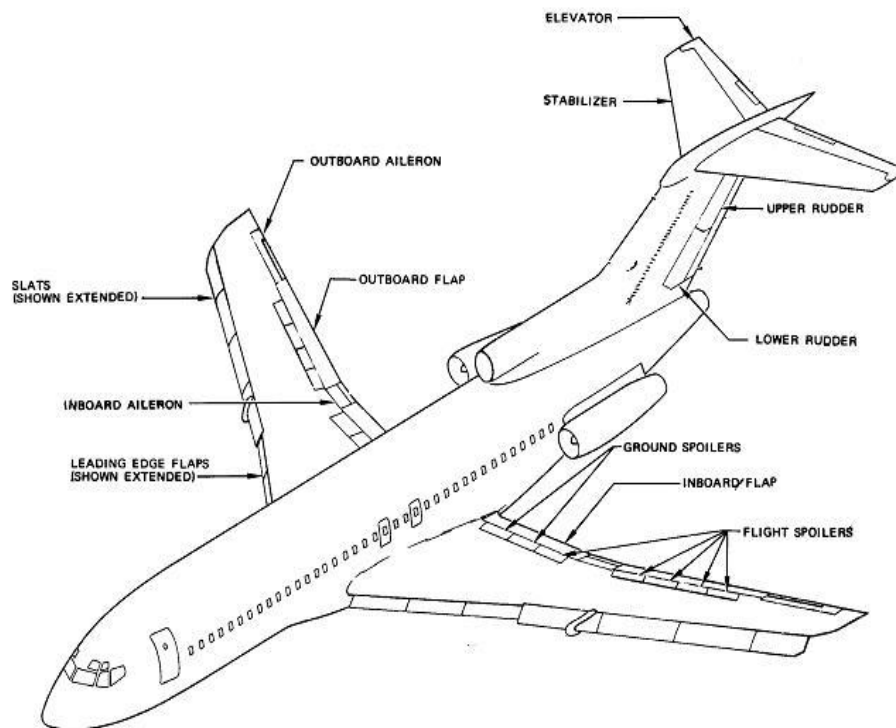 ELEVATOR
STABILIZER
OUTBOARD AILERON
UPPER RUDDER
SLATS
(SHOWN EXTENDED)
OUTBOARD FLAP
LOWER RUDDER
INBOARD AILERON
GROUND SPOILERS
LEADING EDGE FLAPS
(SHOWN EXTENDED)
INBOARD/FLAP
FLIGHT SPOILERS